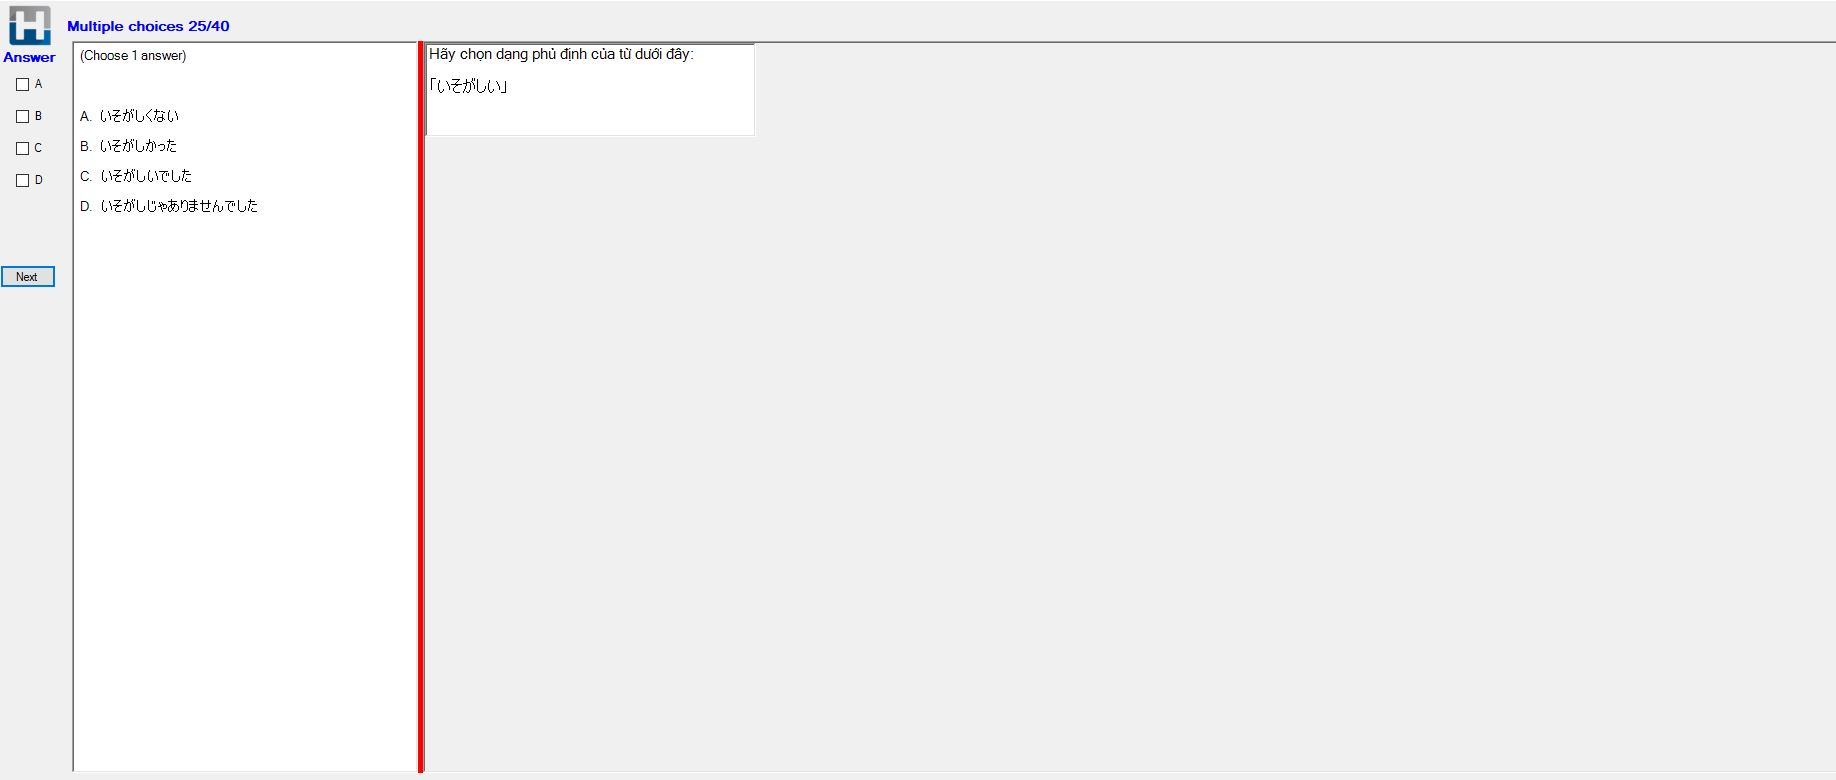 Multiple choices 25/40
Answer
A
B
C
D
Next
(Choose 1 answer)
A. いそがしくない
B. いそがしかった
C. いそがしいでした
D. いそがしじゃありませんでした
Hãy chọn dạng phủ định của từ dưới đây:
「いそがしい」